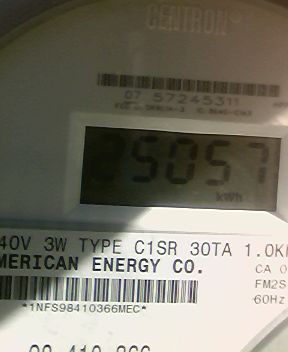 CENTRON®
07 57245311
25057
kWh
40V 3W TYPE C1SR 30TA 1.0K
MERICAN ENERGY CO.
CA 0
FM2S
60Hz
*1NFS98410366MEC*